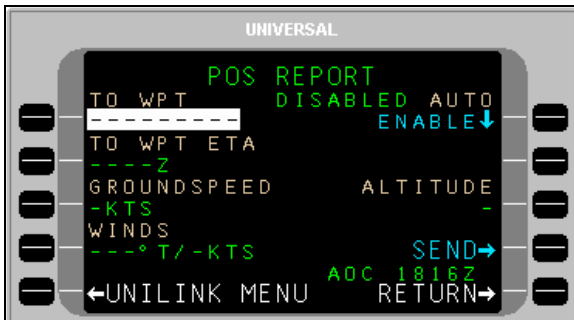 UNIVERSAL
POS REPORT
TO WPT DISABLED AUTO
--------- ENABLE↓
TO WPT ETA
----Z
GROUNDSPEED ALTITUDE
-KTS -
WINDS
---°T/-KTS SEND→
AOC 1816Z
←UNILINK MENU RETURN→